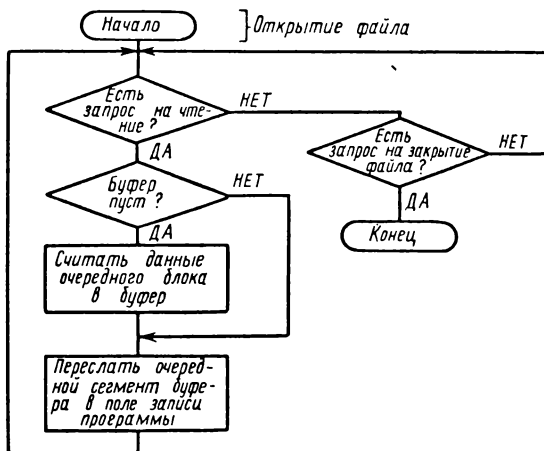 Начало
Открытие файла
Есть
запрос на чте-
ние ?
НЕТ
ДА
Есть
запрос на закрытие
файла ?
НЕТ
ДА
Конец
Буфер
пуст ?
НЕТ
ДА
Считать данные
очередного блока
в буфер
Переслать очеред-
ной сегмент буфе-
ра в поле записи
программы